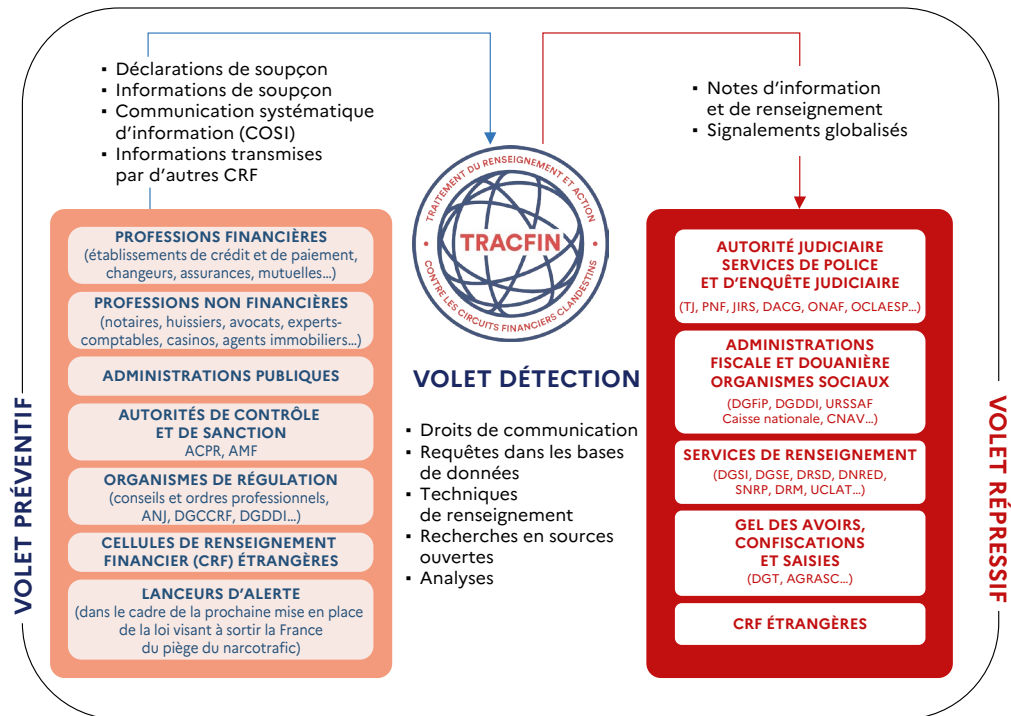 ▪ Déclarations de soupçon
▪ Informations de soupçon
▪ Communication systématique
d'information (COSI)
▪ Informations transmises
par d'autres CRF
VOLET PRÉVENTIF
PROFESSIONS FINANCIÈRES
(établissements de crédit et de paiement,
changeurs, assurances, mutuelles...)
PROFESSIONS NON FINANCIÈRES
(notaires, huissiers, avocats, experts-
comptables, casinos, agents immobiliers...)
ADMINISTRATIONS PUBLIQUES
AUTORITÉS DE CONTRÔLE
ET DE SANCTION
ACPR, AMF
ORGANISMES DE RÉGULATION
(conseils et ordres professionnels,
ANJ, DGCCRF, DGDDI...)
CELLULES DE RENSEIGNEMENT
FINANCIER (CRF) ÉTRANGÈRES
LANCEURS D'ALERTE
(dans le cadre de la prochaine mise en place
de la loi visant à sortir la France
du piège du narcotrafic)
TRAITEMENT DU RENSEIGNEMENT ET ACTION
TRACFIN
CONTRE LES CIRCUITS FINANCIERS CLANDESTINS
VOLET DÉTECTION
▪ Droits de communication
▪ Requêtes dans les bases
de données
▪ Techniques
de renseignement
▪ Recherches en sources
ouvertes
▪ Analyses
▪ Notes d'information
et de renseignement
▪ Signalements globalisés
AUTORITÉ JUDICIAIRE
SERVICES DE POLICE
ET D'ENQUÊTE JUDICIAIRE
(TJ, PNF, JIRS, DACG, ONAF, OCLAESP...)
ADMINISTRATIONS
FISCALE ET DOUANIÈRE
ORGANISMES SOCIAUX
(DGFiP, DGDDI, URSSAF
Caisse nationale, CNAV...)
SERVICES DE RENSEIGNEMENT
(DGSI, DGSE, DRSD, DNRED,
SNRP, DRM, UCLAT...)
GEL DES AVOIRS,
CONFISCATIONS
ET SAISIES
(DGT, AGRASC...)
CRF ÉTRANGÈRES
VOLET RÉPRESSIF